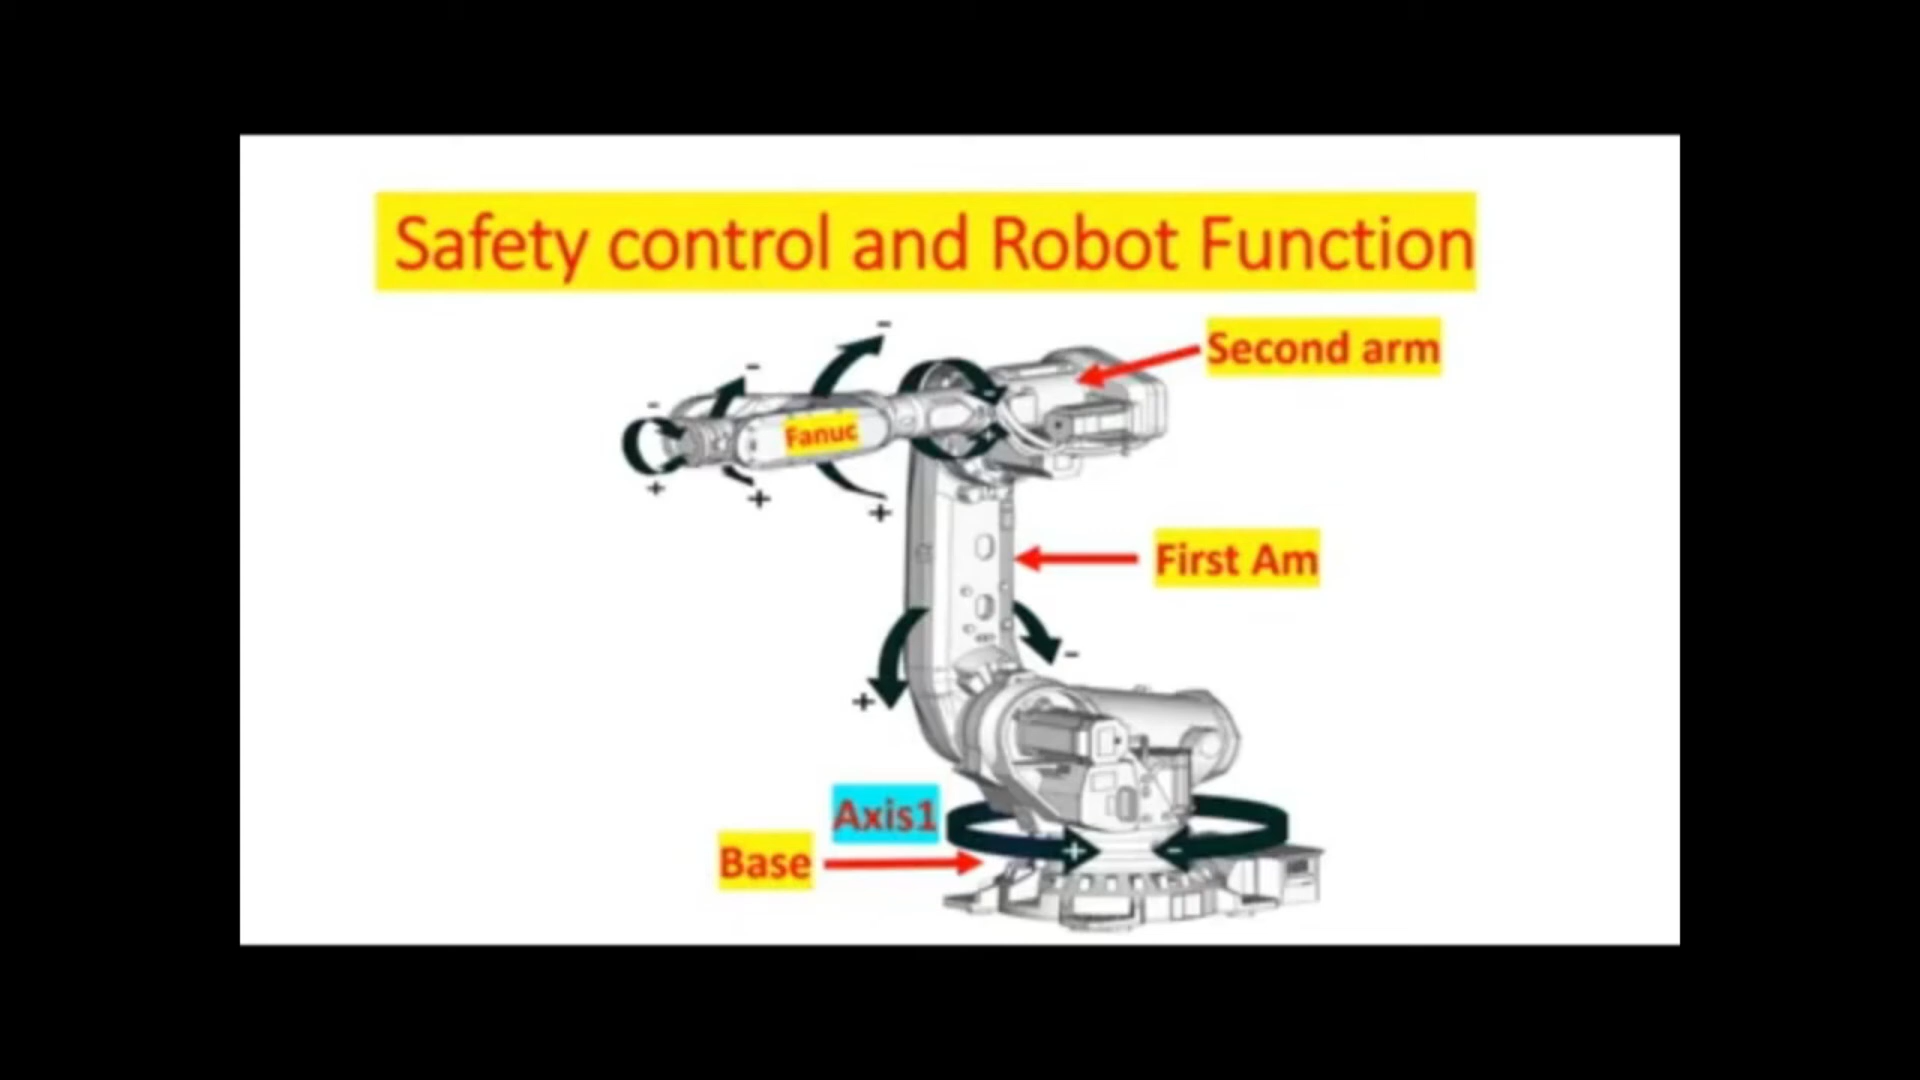 Safety control and Robot Function
Second arm
-
-
-
Fanuc
+
+
+
First Am
-
+
Axis1
+ -
Base